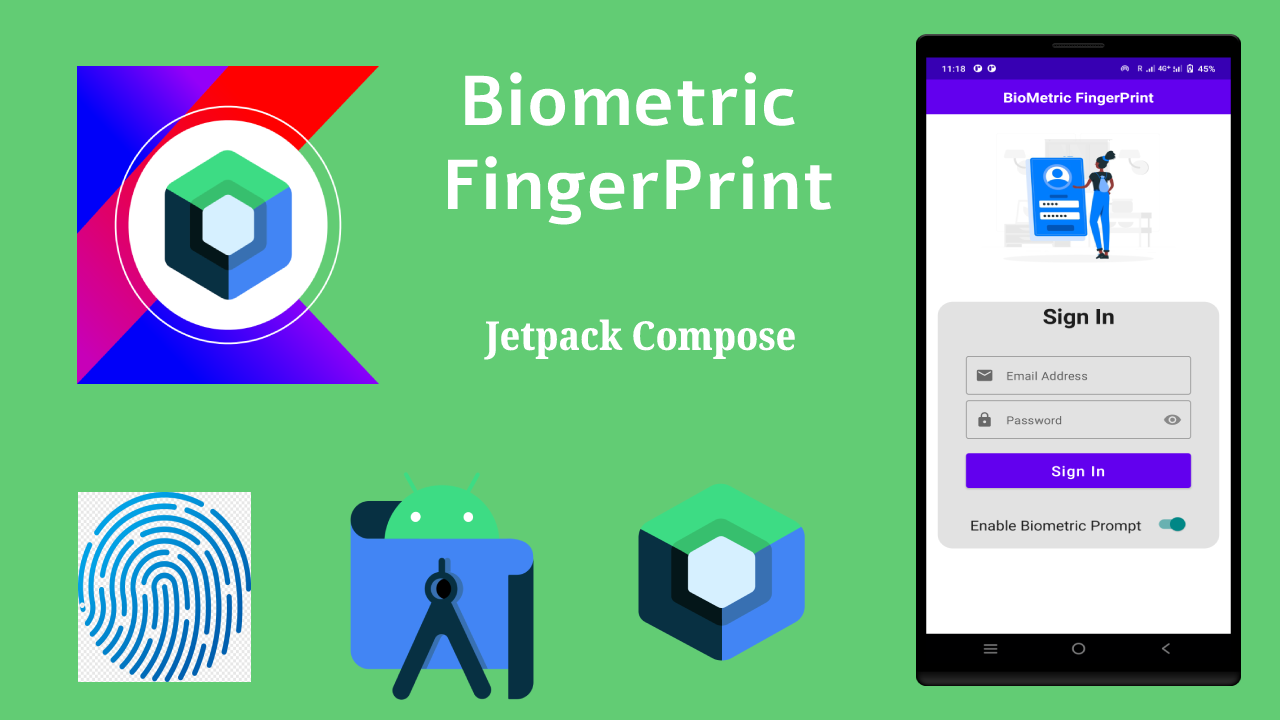 Biometric
FingerPrint
Jetpack Compose
11:18
R 4G+ 45%
BioMetric FingerPrint
Sign In
Email Address
Password
Sign In
Enable Biometric Prompt